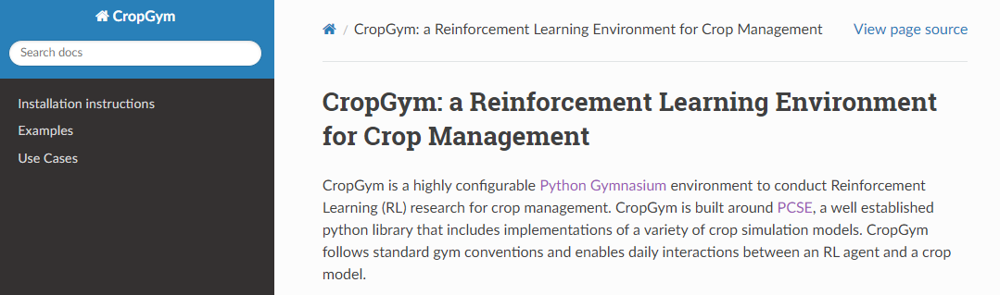 CropGym
Search docs
Installation instructions
Examples
Use Cases
/ CropGym: a Reinforcement Learning Environment for Crop Management
View page source
CropGym: a Reinforcement Learning Environment
for Crop Management
CropGym is a highly configurable Python Gymnasium environment to conduct Reinforcement
Learning (RL) research for crop management. CropGym is built around PCSE, a well established
python library that includes implementations of a variety of crop simulation models. CropGym
follows standard gym conventions and enables daily interactions between an RL agent and a crop
model.